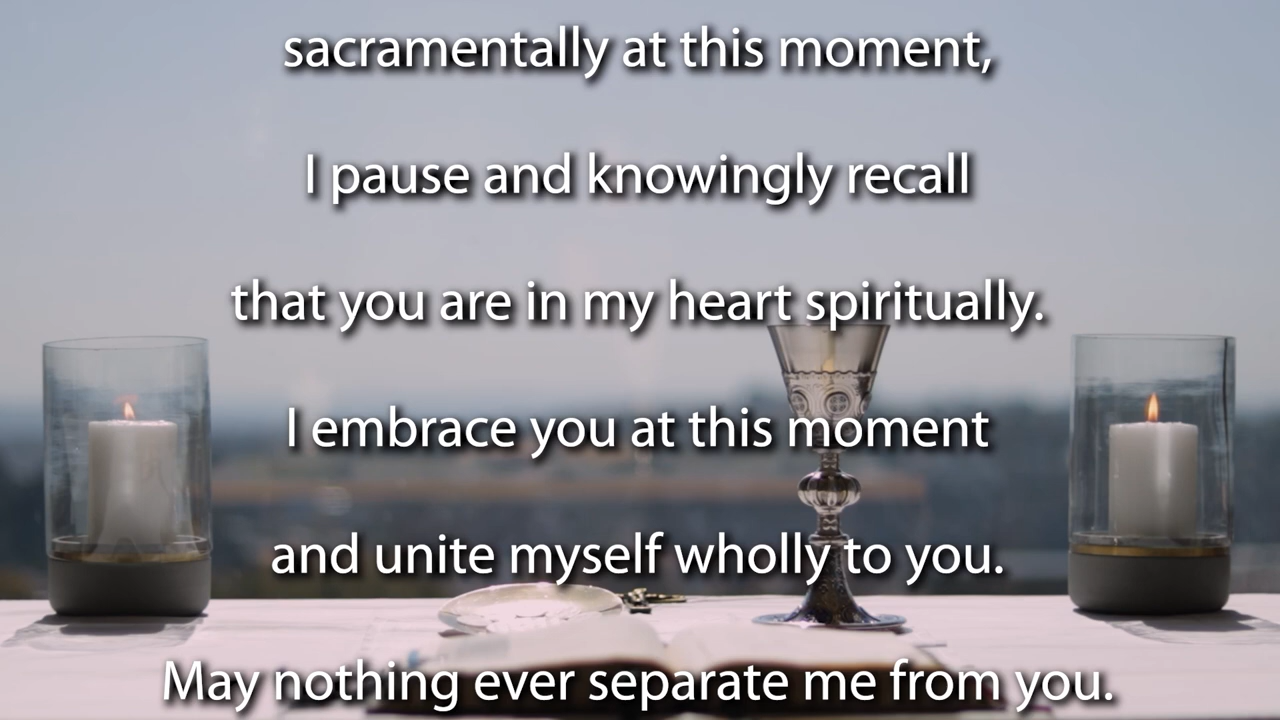 sacramentally at this moment,
I pause and knowingly recall
that you are in my heart spiritually.
I embrace you at this moment
and unite myself wholly to you.
May nothing ever separate me from you.